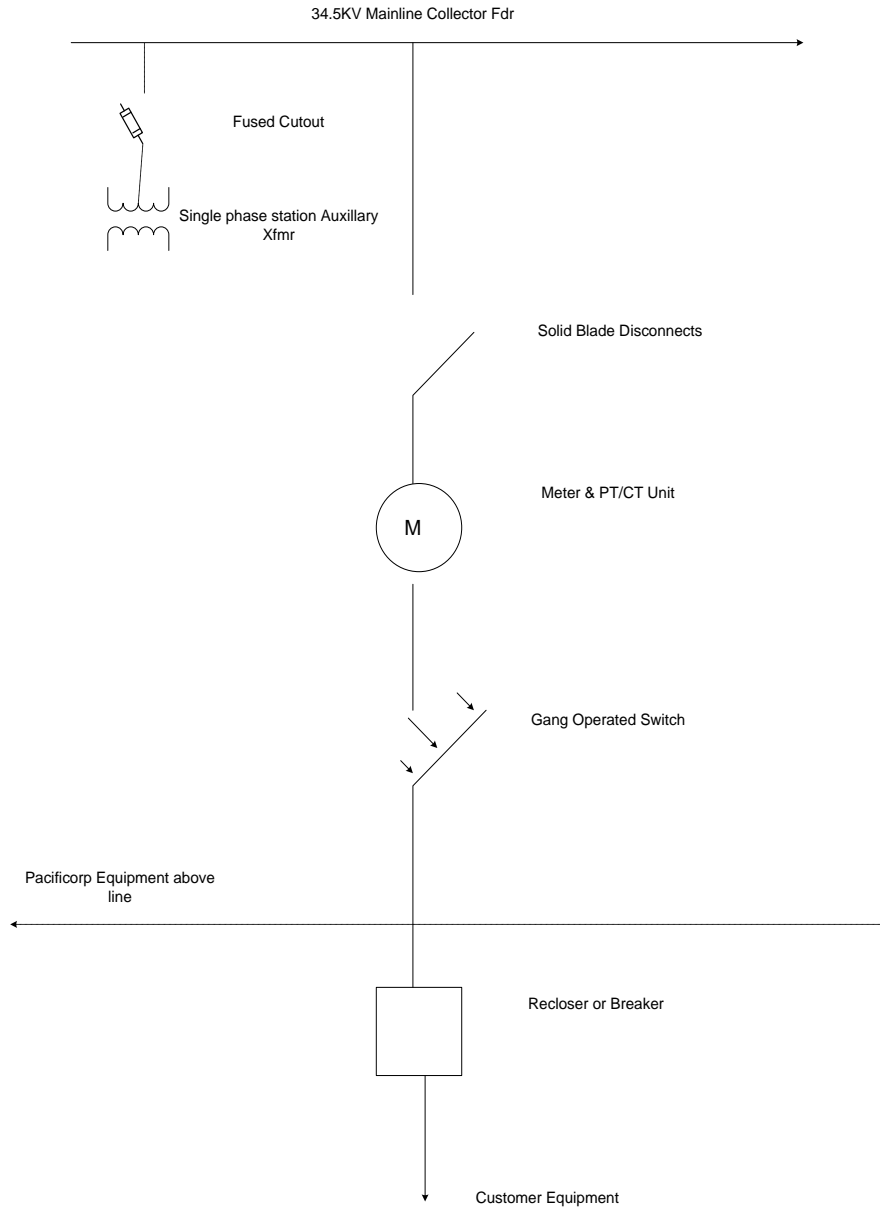 34.5KV Mainline Collector Fdr
Fused Cutout
Single phase station Auxillary
Xfmr
Solid Blade Disconnects
Meter & PT/CT Unit
M
Gang Operated Switch
Pacificorp Equipment above
line
Recloser or Breaker
Customer Equipment